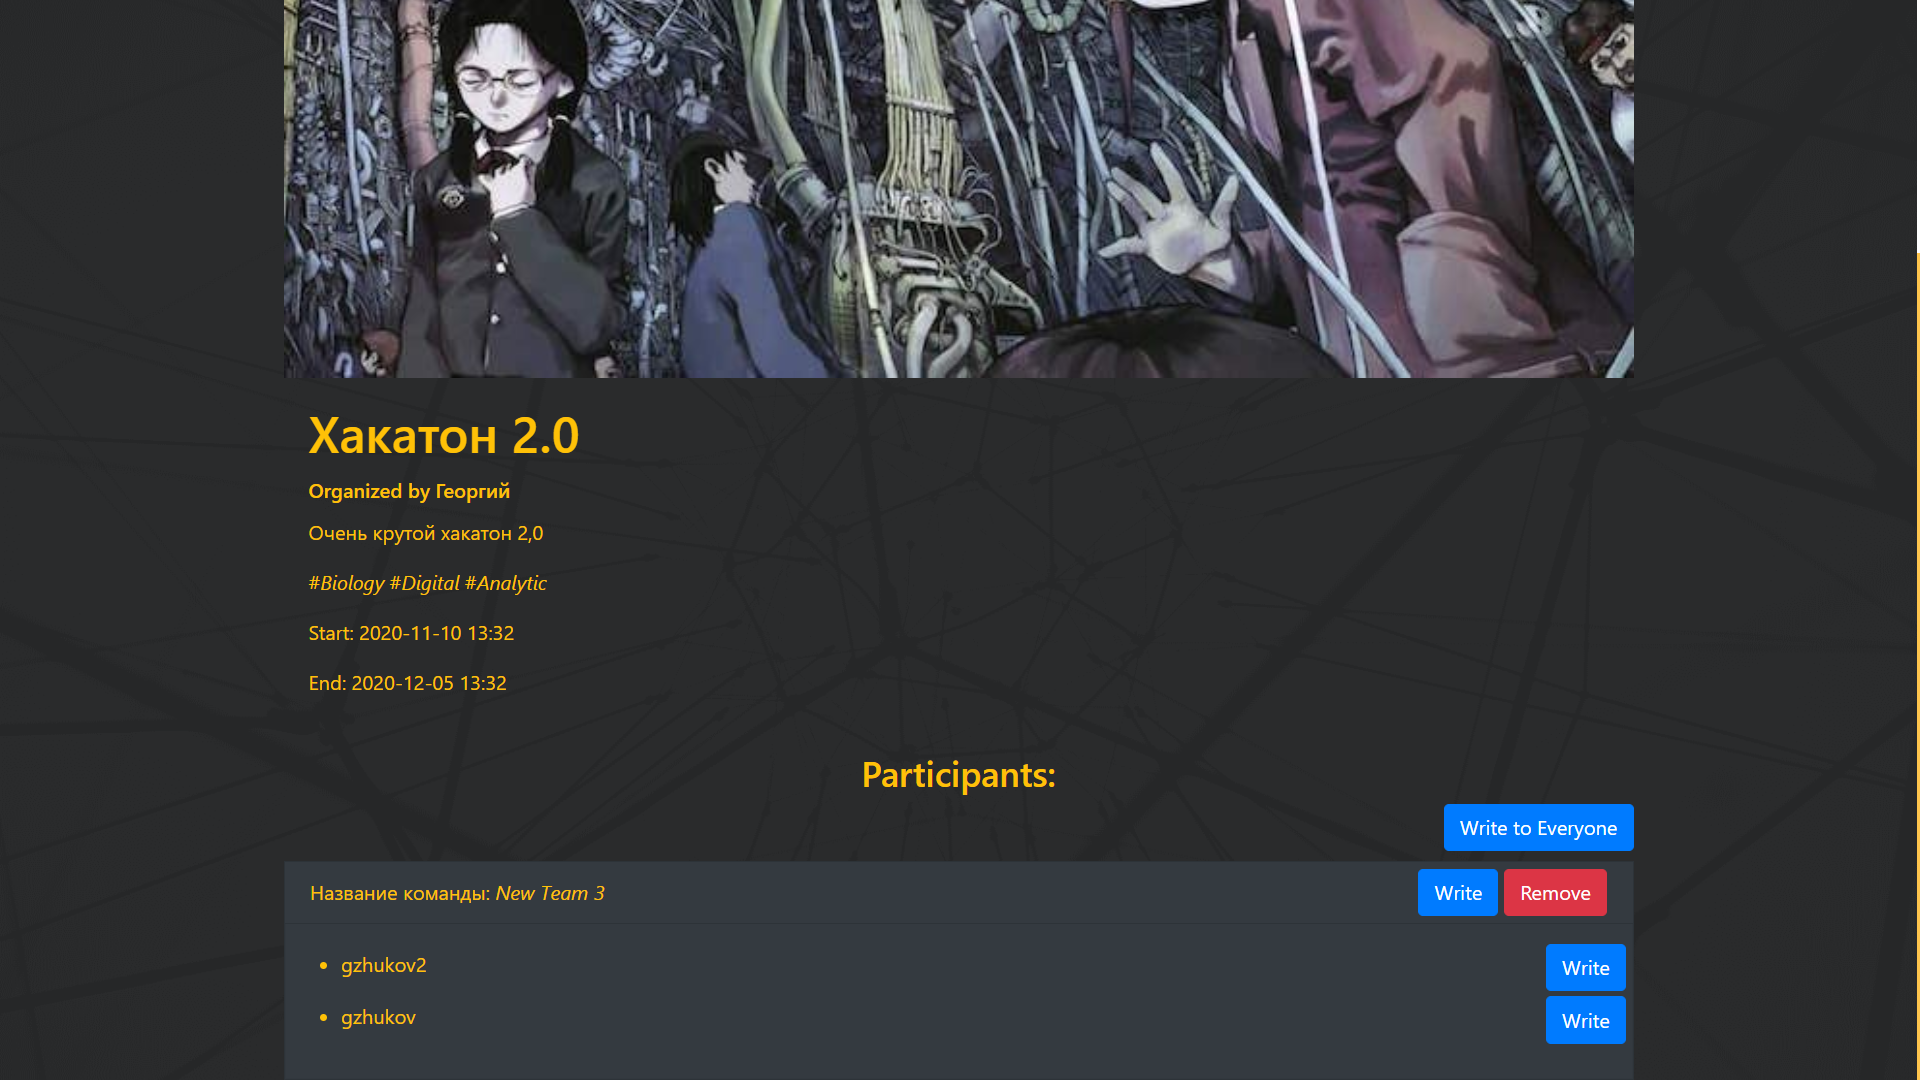 Хакатон 2.0
Organized by Георгий
Очень крутой хакатон 2,0
#Biology #Digital #Analytic
Start: 2020-11-10 13:32
End: 2020-12-05 13:32
Participants:
Write to Everyone
Название команды: New Team 3 Write Remove
gzhukov2 Write
gzhukov Write